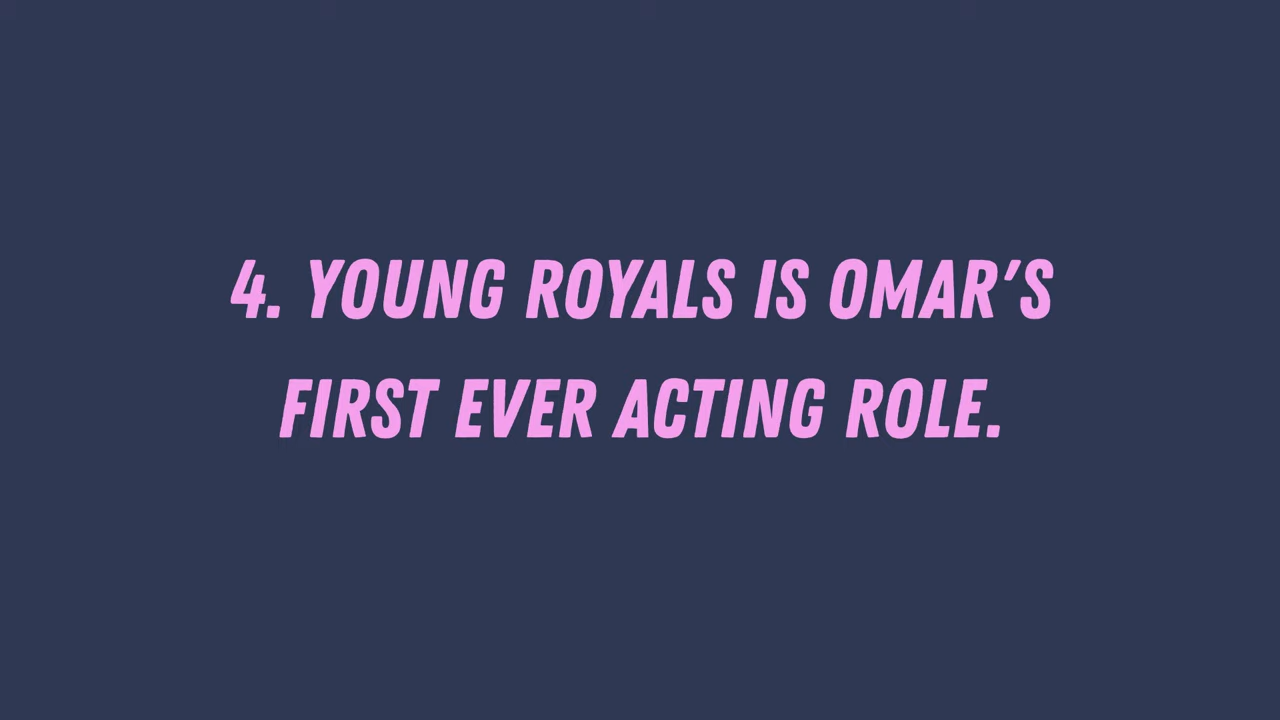 4. YOUNG ROYALS IS OMAR'S
FIRST EVER ACTING ROLE.